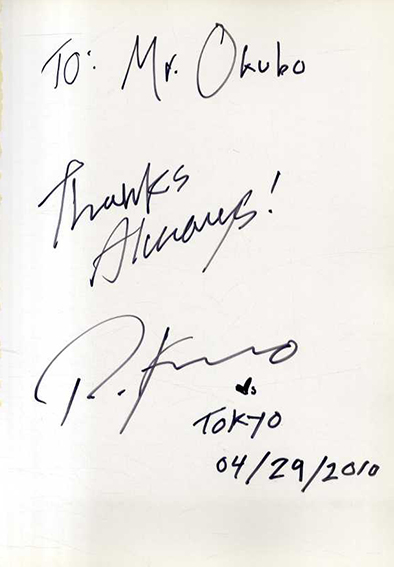 TO: Mr. Okubo
Thanks
Always!
TOKYO
04/29/2010